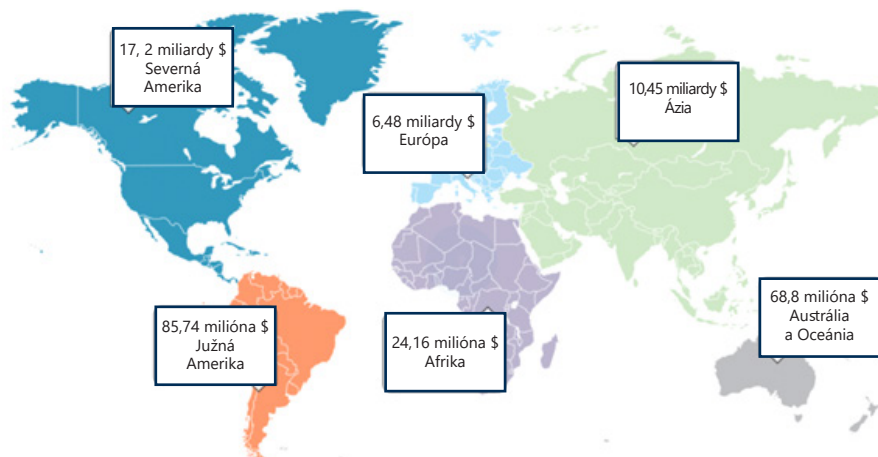 17, 2 miliardy $
Severná
Amerika
6,48 miliardy $
Európa
10,45 miliardy $
Ázia
85,74 milióna $
Južná
Amerika
24,16 milióna $
Afrika
68,8 milióna $
Austrália
a Oceánia